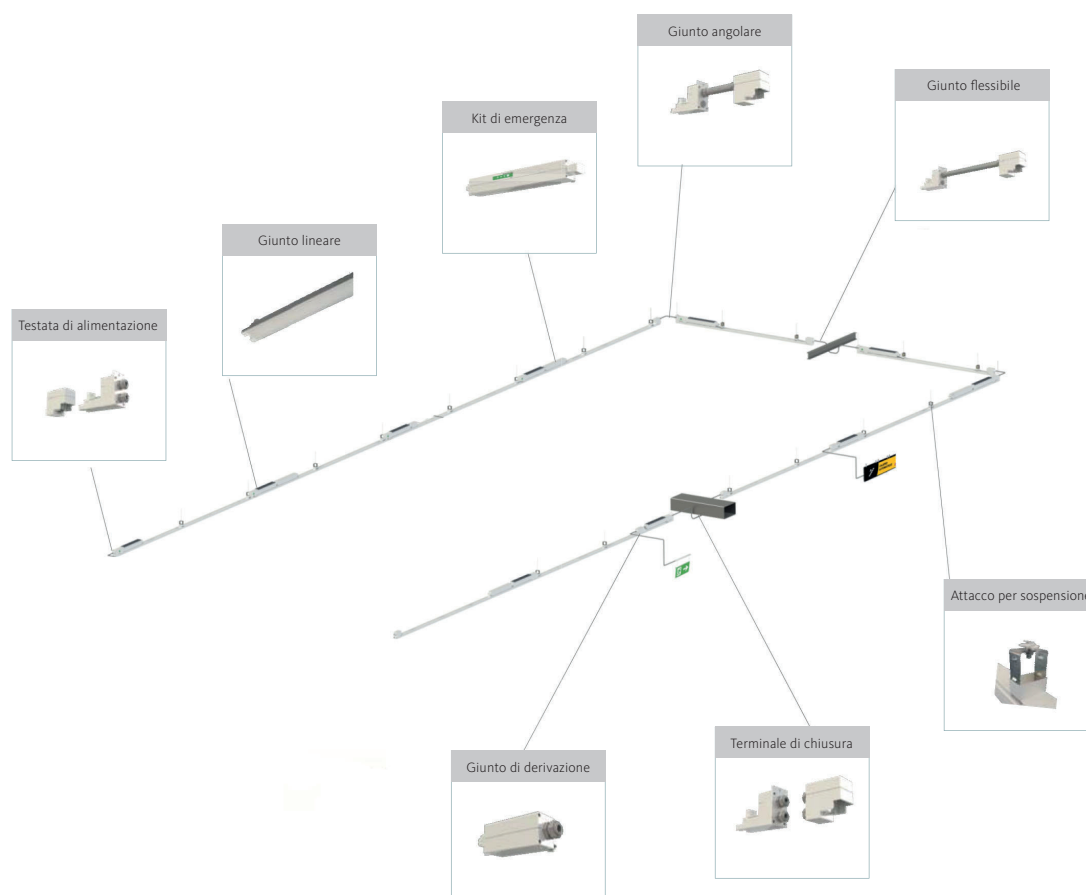 Giunto angolare
Giunto flessibile
Kit di emergenza
Giunto lineare
Testata di alimentazione
Attacco per sospensione
Terminale di chiusura
Giunto di derivazione